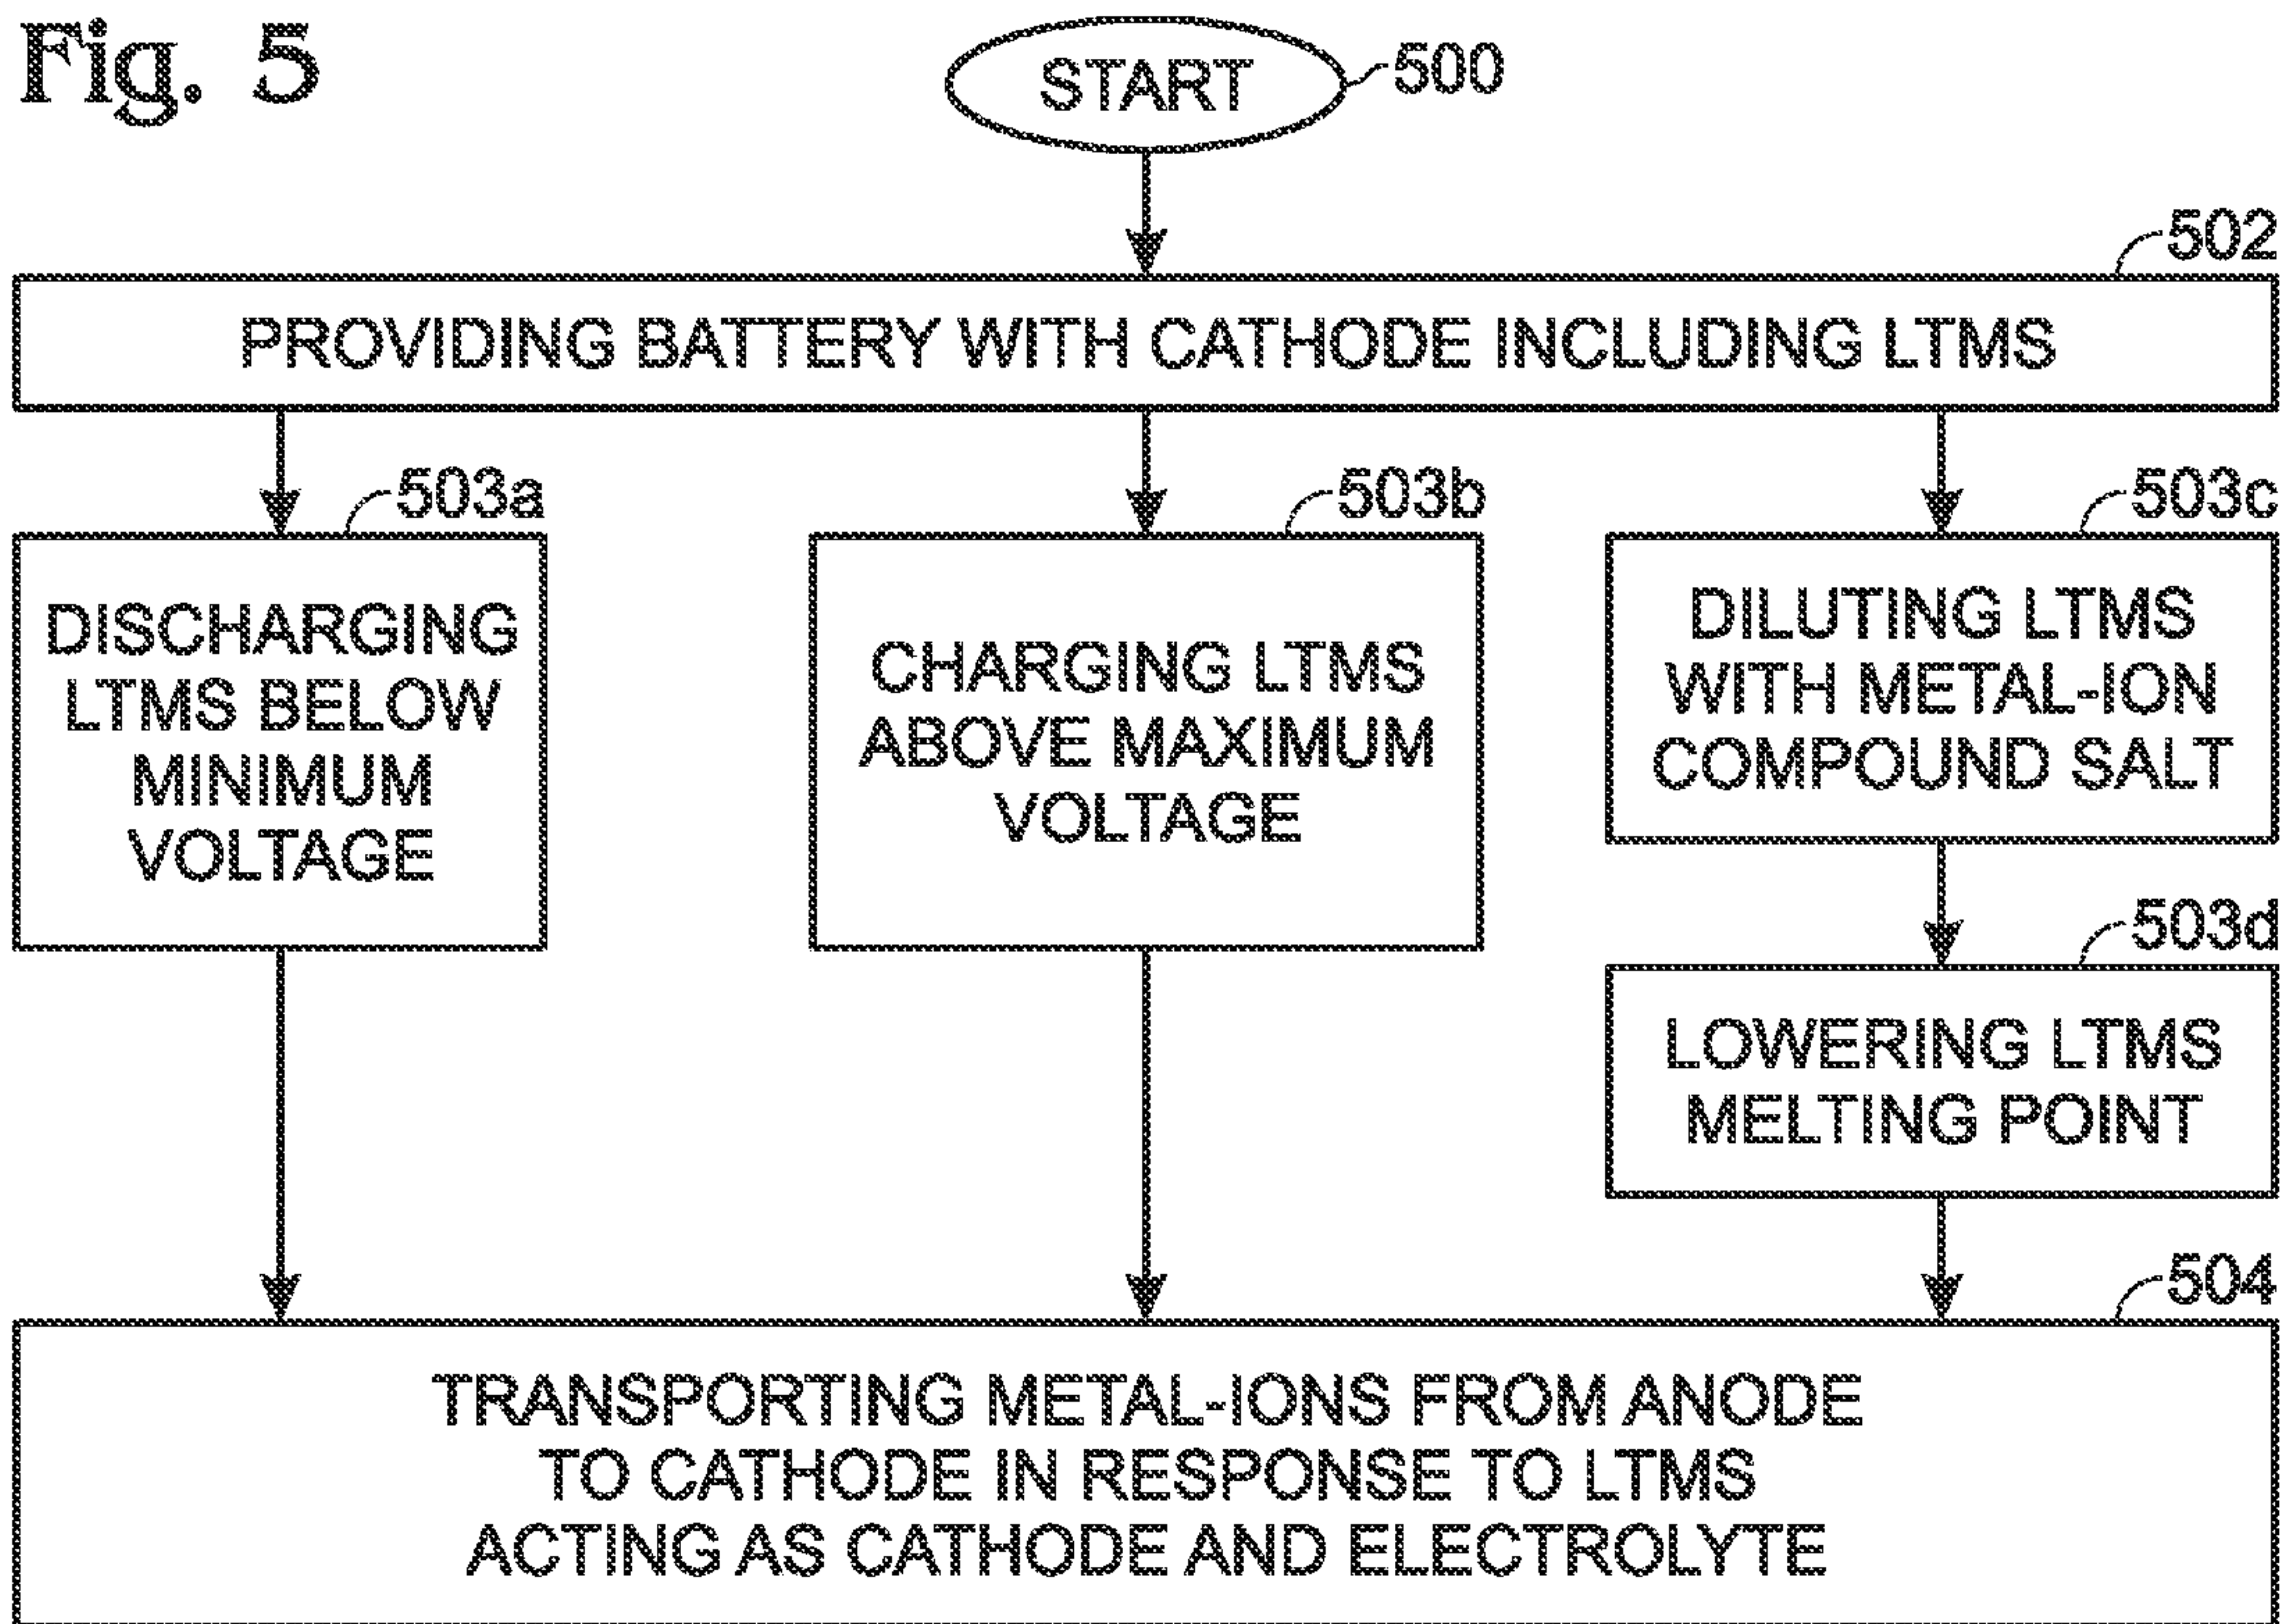 Fig. 5
START
500
502
PROVIDING BATTERY WITH CATHODE INCLUDING LTMS
503a
DISCHARGING
LTMS BELOW
MINIMUM
VOLTAGE
503b
CHARGING LTMS
ABOVE MAXIMUM
VOLTAGE
503c
DILUTING LTMS
WITH METAL-ION
COMPOUND SALT
503d
LOWERING LTMS
MELTING POINT
504
TRANSPORTING METAL-IONS FROM ANODE
TO CATHODE IN RESPONSE TO LTMS
ACTING AS CATHODE AND ELECTROLYTE